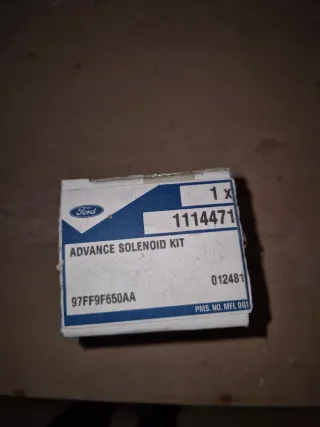 1 x
Ford
1114471
ADVANCE SOLENOID KIT
012481
97FF9F650AA
PMS. NO. MFL 001